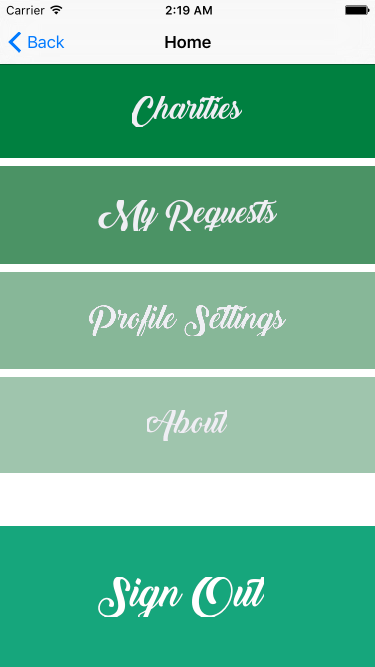 Carrier 2:19 AM
Back Home
Charities
My Requests
Profile Settings
About
Sign Out